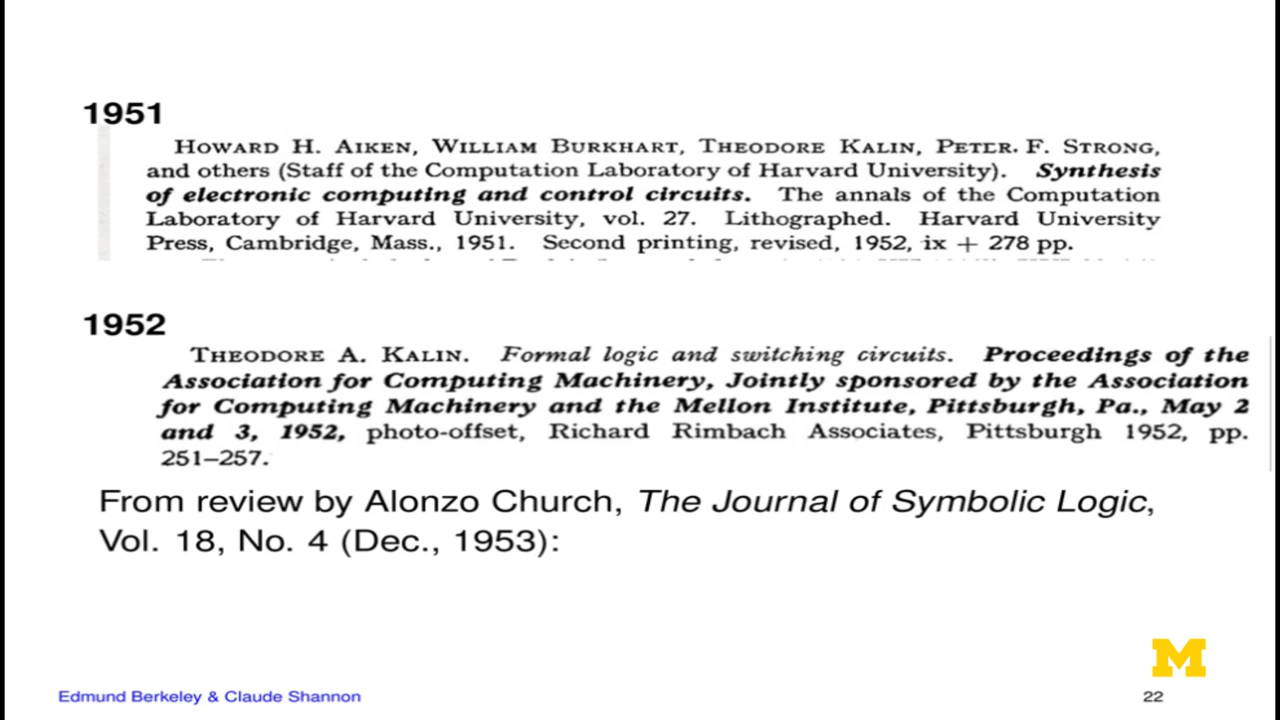 1951
HOWARD H. AIKEN, WILLIAM BURKHART, THEODORE KALIN, PETER. F. STRONG,
and others (Staff of the Computation Laboratory of Harvard University). Synthesis
of electronic computing and control circuits. The annals of the Computation
Laboratory of Harvard University, vol. 27. Lithographed. Harvard University
Press, Cambridge, Mass., 1951. Second printing, revised, 1952, ix + 278 pp.
1952
THEODORE A. KALIN. Formal logic and switching circuits. Proceedings of the
Association for Computing Machinery, Jointly sponsored by the Association
for Computing Machinery and the Mellon Institute, Pittsburgh, Pa., May 2
and 3, 1952, photo-offset, Richard Rimbach Associates, Pittsburgh 1952, pp.
251–257.
From review by Alonzo Church, The Journal of Symbolic Logic,
Vol. 18, No. 4 (Dec., 1953):
M
Edmund Berkeley & Claude Shannon
22